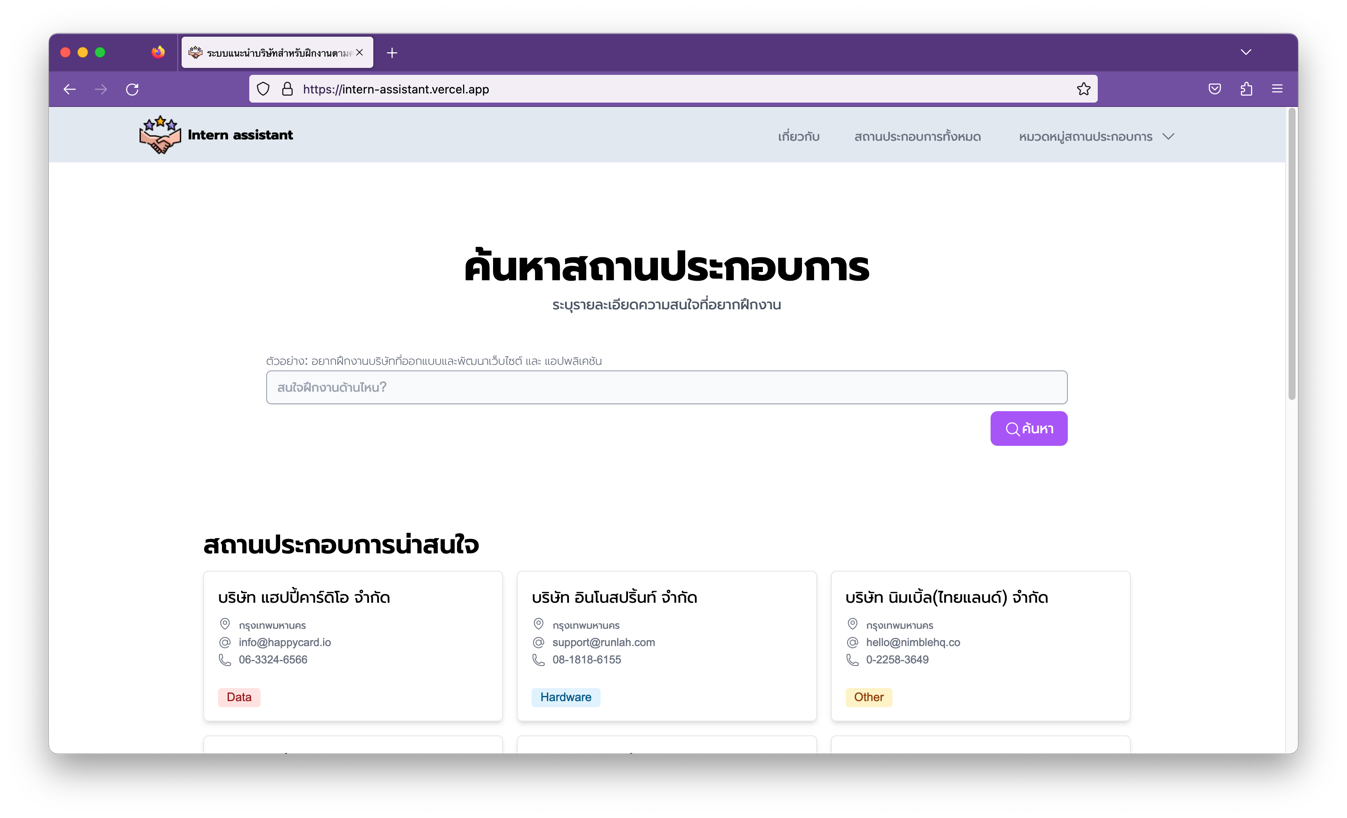 ระบบแนะนำบริษัทสำหรับฝึกงานตาม
https://intern-assistant.vercel.app
Intern assistant
เกี่ยวกับ
สถานประกอบการทั้งหมด
หมวดหมู่สถานประกอบการ
ค้นหาสถานประกอบการ
ระบุรายละเอียดความสนใจที่อยากฝึกงาน
ตัวอย่าง: อยากฝึกงานบริษัทที่ออกแบบและพัฒนาเว็บไซต์ และ แอปพลิเคชัน
สนใจฝึกงานด้านไหน?
ค้นหา
สถานประกอบการน่าสนใจ
บริษัท แฮปปี้คาร์ดิโอ จำกัด
กรุงเทพมหานคร
info@happycard.io
06-3324-6566
Data
บริษัท อินโนสปริ้นท์ จำกัด
กรุงเทพมหานคร
support@runlah.com
08-1818-6155
Hardware
บริษัท นิมเบิ้ล(ไทยแลนด์) จำกัด
กรุงเทพมหานคร
hello@nimblehq.co
0-2258-3649
Other